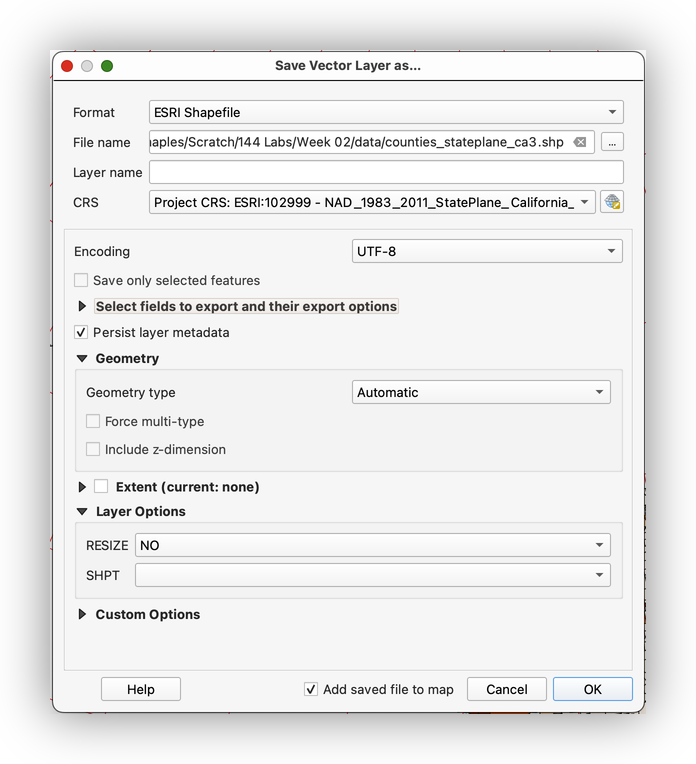 Save Vector Layer as...
Format ESRI Shapefile
File name naples/Scratch/144 Labs/Week 02/data/counties_stateplane_ca3.shp ...
Layer name
CRS Project CRS: ESRI:102999 - NAD_1983_2011_StatePlane_California_
Encoding UTF-8
Save only selected features
Select fields to export and their export options
Persist layer metadata
Geometry
Geometry type Automatic
Force multi-type
Include z-dimension
Extent (current: none)
Layer Options
RESIZE NO
SHPT
Custom Options
Help Add saved file to map Cancel OK